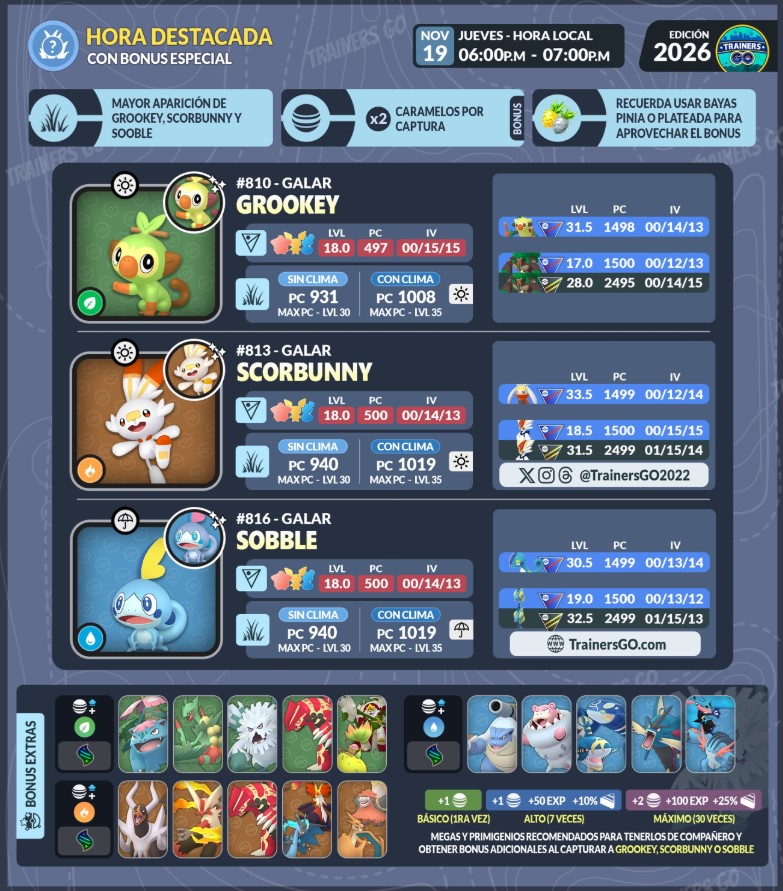 HORA DESTACADA
CON BONUS ESPECIAL
NOV
19
JUEVES - HORA LOCAL
06:00P.M - 07:00P.M
EDICIÓN
2026
TRAINERS
GO
MAYOR APARICIÓN DE
GROOKEY, SCORBUNNY Y
SOBBLE
x2
CARAMELOS POR
CAPTURA
BONUS
RECUERDA USAR BAYAS
PINIA O PLATEADA PARA
APROVECHAR EL BONUS
#810 - GALAR
GROOKEY
LVL PC IV
18.0 497 00/15/15
SIN CLIMA
PC 931
MAX PC - LVL 30
CON CLIMA
PC 1008
MAX PC - LVL 35
LVL PC IV
31.5 1498 00/14/13
17.0 1500 00/12/13
28.0 2495 00/14/15
#813 - GALAR
SCORBUNNY
LVL PC IV
18.0 500 00/14/13
SIN CLIMA
PC 940
MAX PC - LVL 30
CON CLIMA
PC 1019
MAX PC - LVL 35
LVL PC IV
33.5 1499 00/12/14
18.5 1500 00/15/15
31.5 2499 01/15/14
@TrainersGO2022
#816 - GALAR
SOBBLE
LVL PC IV
18.0 500 00/14/13
SIN CLIMA
PC 940
MAX PC - LVL 30
CON CLIMA
PC 1019
MAX PC - LVL 35
LVL PC IV
30.5 1499 00/13/14
19.0 1500 00/13/12
32.5 2499 01/15/13
TrainersGO.com
BONUS EXTRAS
+1
BÁSICO (1RA VEZ)
+1 +50 EXP +10%
ALTO (7 VECES)
+2 +100 EXP +25%
MÁXIMO (30 VECES)
MEGAS Y PRIMIGENIOS RECOMENDADOS PARA TENERLOS DE COMPAÑERO Y
OBTENER BONUS ADICIONALES AL CAPTURAR A GROOKEY, SCORBUNNY O SOBBLE